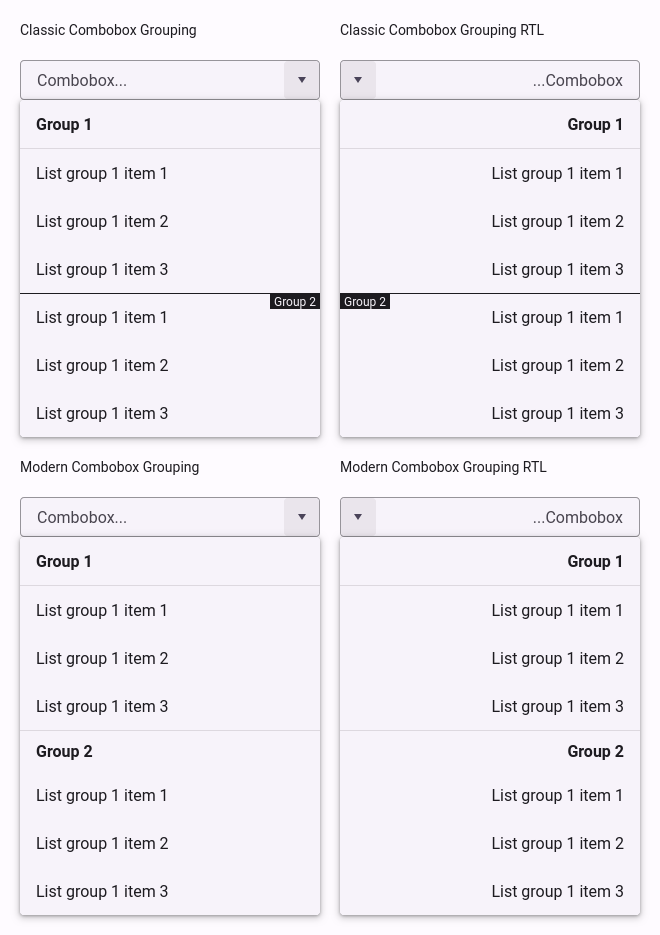 Classic Combobox Grouping
Combobox...
Group 1
List group 1 item 1
List group 1 item 2
List group 1 item 3
Group 2
List group 1 item 1
List group 1 item 2
List group 1 item 3
Classic Combobox Grouping RTL
...Combobox
Group 1
List group 1 item 1
List group 1 item 2
List group 1 item 3
Group 2
List group 1 item 1
List group 1 item 2
List group 1 item 3
Modern Combobox Grouping
Combobox...
Group 1
List group 1 item 1
List group 1 item 2
List group 1 item 3
Group 2
List group 1 item 1
List group 1 item 2
List group 1 item 3
Modern Combobox Grouping RTL
...Combobox
Group 1
List group 1 item 1
List group 1 item 2
List group 1 item 3
Group 2
List group 1 item 1
List group 1 item 2
List group 1 item 3